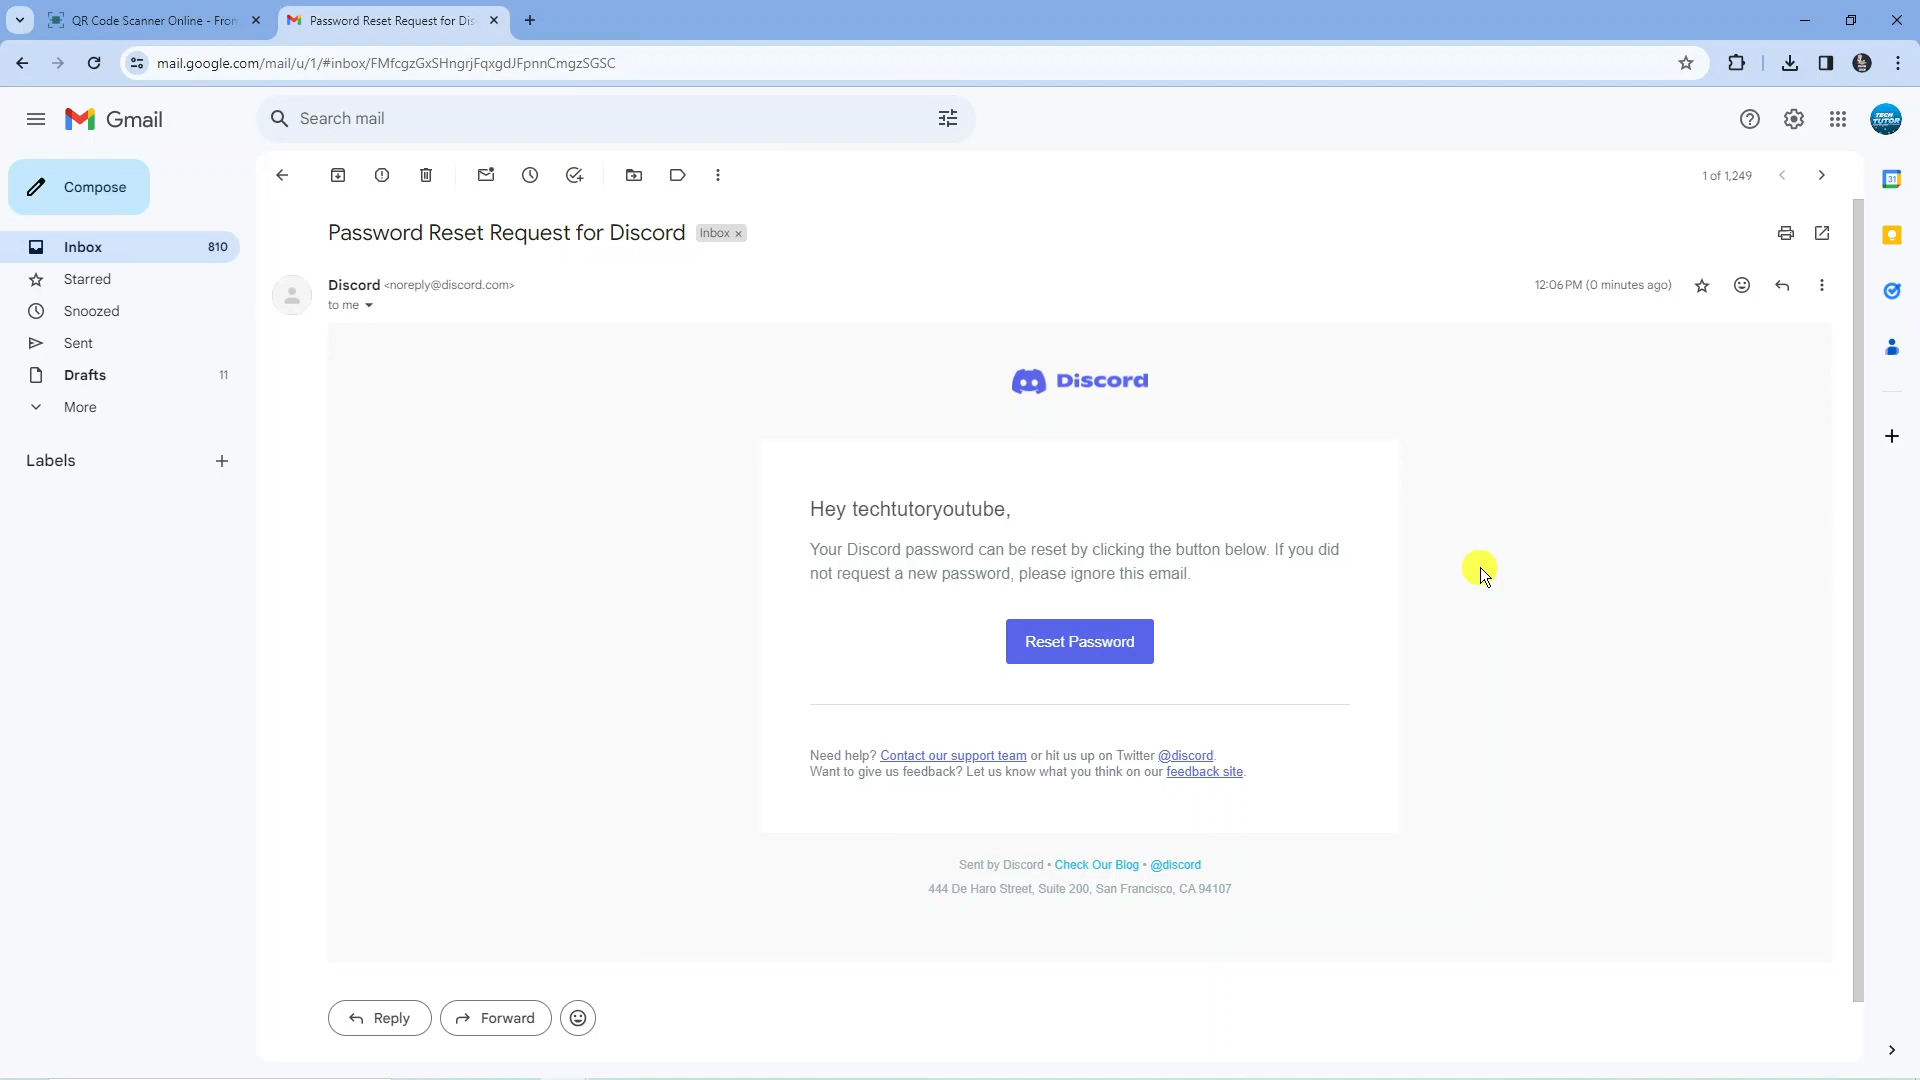 QR Code Scanner Online - Fron
Password Reset Request for Dis
mail.google.com/mail/u/1/#inbox/FMfcgzGxSHngrjFqxgdJFpnnCmgzSGSC
Gmail
Search mail
TECH TUTOR
Compose
1 of 1,249
Inbox 810
Starred
Snoozed
Sent
Drafts 11
More
Labels
Password Reset Request for Discord Inbox ×
Discord <noreply@discord.com>
12:06 PM (0 minutes ago)
to me
31
Discord
Hey techtutoryoutube,
Your Discord password can be reset by clicking the button below. If you did
not request a new password, please ignore this email.
Reset Password
Need help? Contact our support team or hit us up on Twitter @discord.
Want to give us feedback? Let us know what you think on our feedback site.
Sent by Discord • Check Our Blog • @discord
444 De Haro Street, Suite 200, San Francisco, CA 94107
Reply
Forward